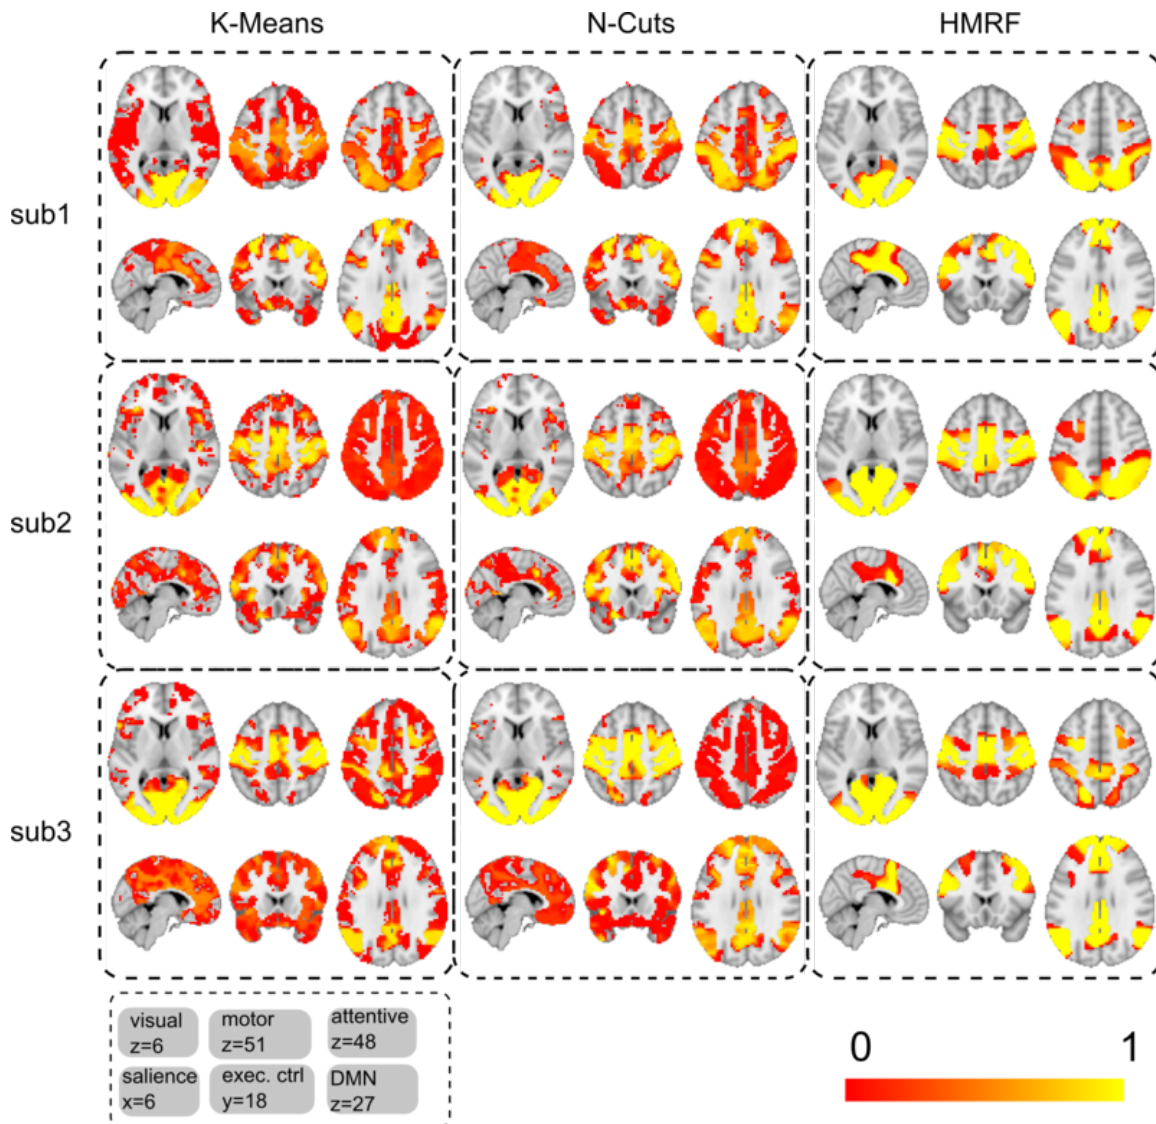 K-Means N-Cuts HMRF
sub1
sub2
sub3
visual motor attentive
z=6 z=51 z=48
salience exec. ctrl DMN
x=6 y=18 z=27
0 1